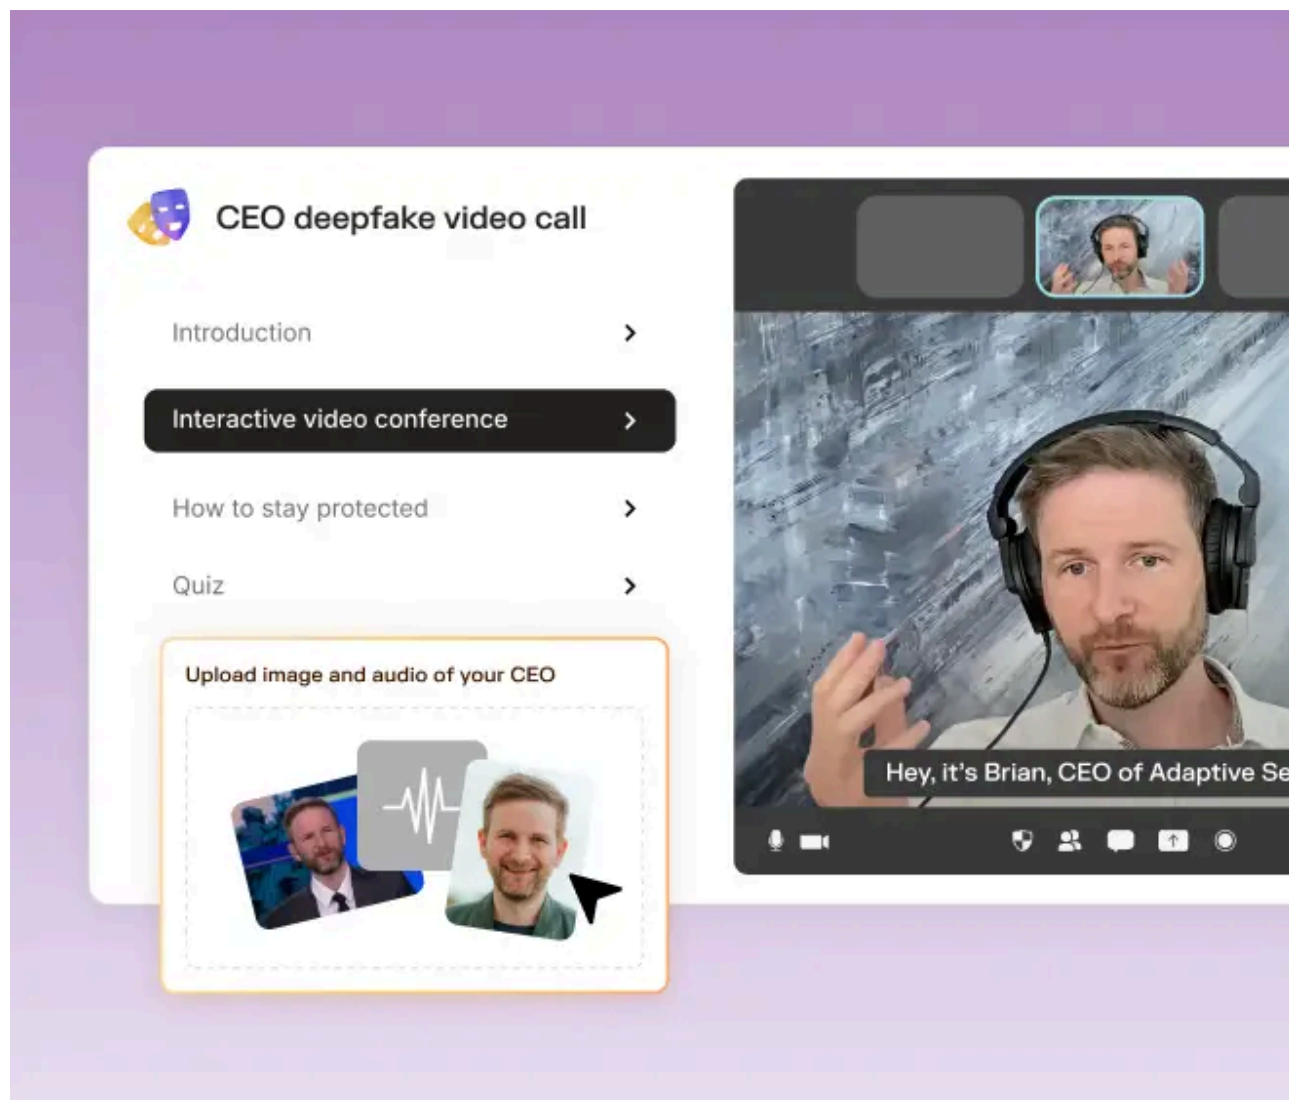 CEO deepfake video call
Introduction
Interactive video conference
How to stay protected
Quiz
Upload image and audio of your CEO
Hey, it's Brian, CEO of Adaptive Se